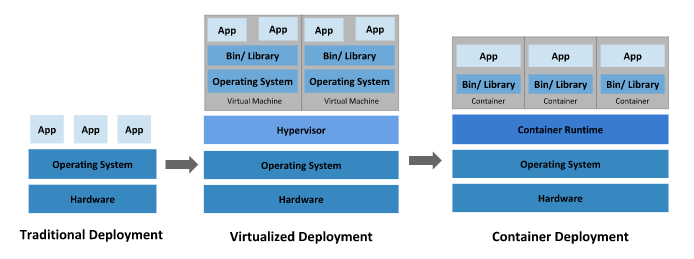 App App App
Operating System
Hardware
Traditional Deployment
App App App App
Bin/ Library Bin/ Library
Operating System Operating System
Virtual Machine Virtual Machine
Hypervisor
Operating System
Hardware
Virtualized Deployment
App App App
Bin/ Library Bin/ Library Bin/ Library
Container Container Container
Container Runtime
Operating System
Hardware
Container Deployment